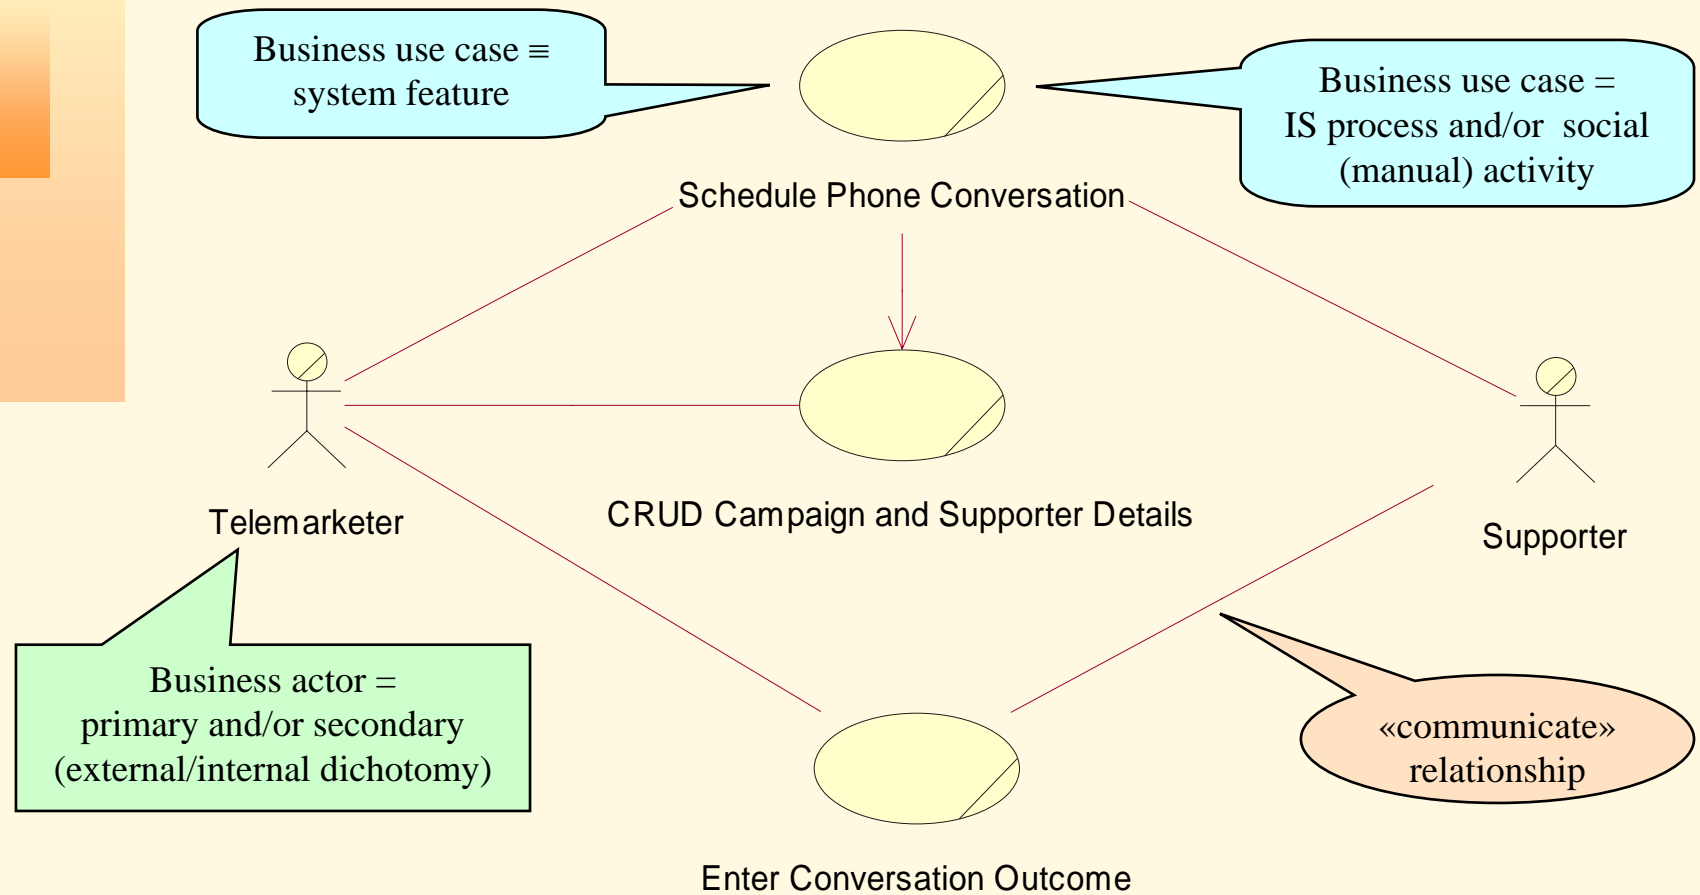 Business use case ≡
system feature
Business use case =
IS process and/or social
(manual) activity
Schedule Phone Conversation
Telemarketer
CRUD Campaign and Supporter Details
Supporter
Business actor =
primary and/or secondary
(external/internal dichotomy)
«communicate»
relationship
Enter Conversation Outcome